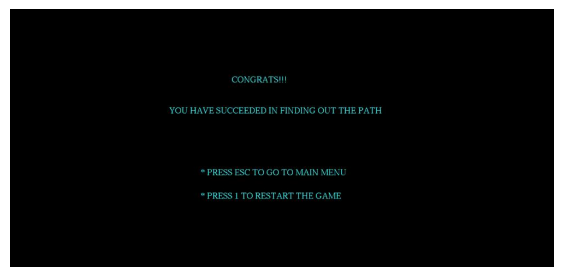 CONGRATS!!!
YOU HAVE SUCCEEDED IN FINDING OUT THE PATH
* PRESS ESC TO GO TO MAIN MENU
* PRESS 1 TO RESTART THE GAME